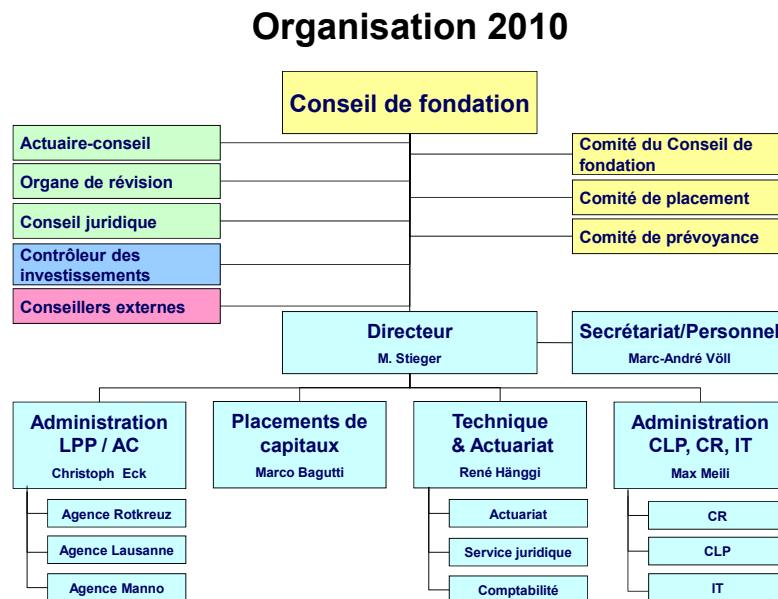 Organisation 2010
Conseil de fondation
Actuaire-conseil
Organe de révision
Conseil juridique
Contrôleur des
investissements
Conseillers externes
Comité du Conseil de
fondation
Comité de placement
Comité de prévoyance
Directeur
M. Stieger
Secrétariat/Personnel
Marc-André Völl
Administration
LPP / AC
Christoph Eck
Agence Rotkreuz
Agence Lausanne
Agence Manno
Placements de
capitaux
Marco Bagutti
Technique
& Actuariat
René Hänggi
Actuariat
Service juridique
Comptabilité
Administration
CLP, CR, IT
Max Meili
CR
CLP
IT